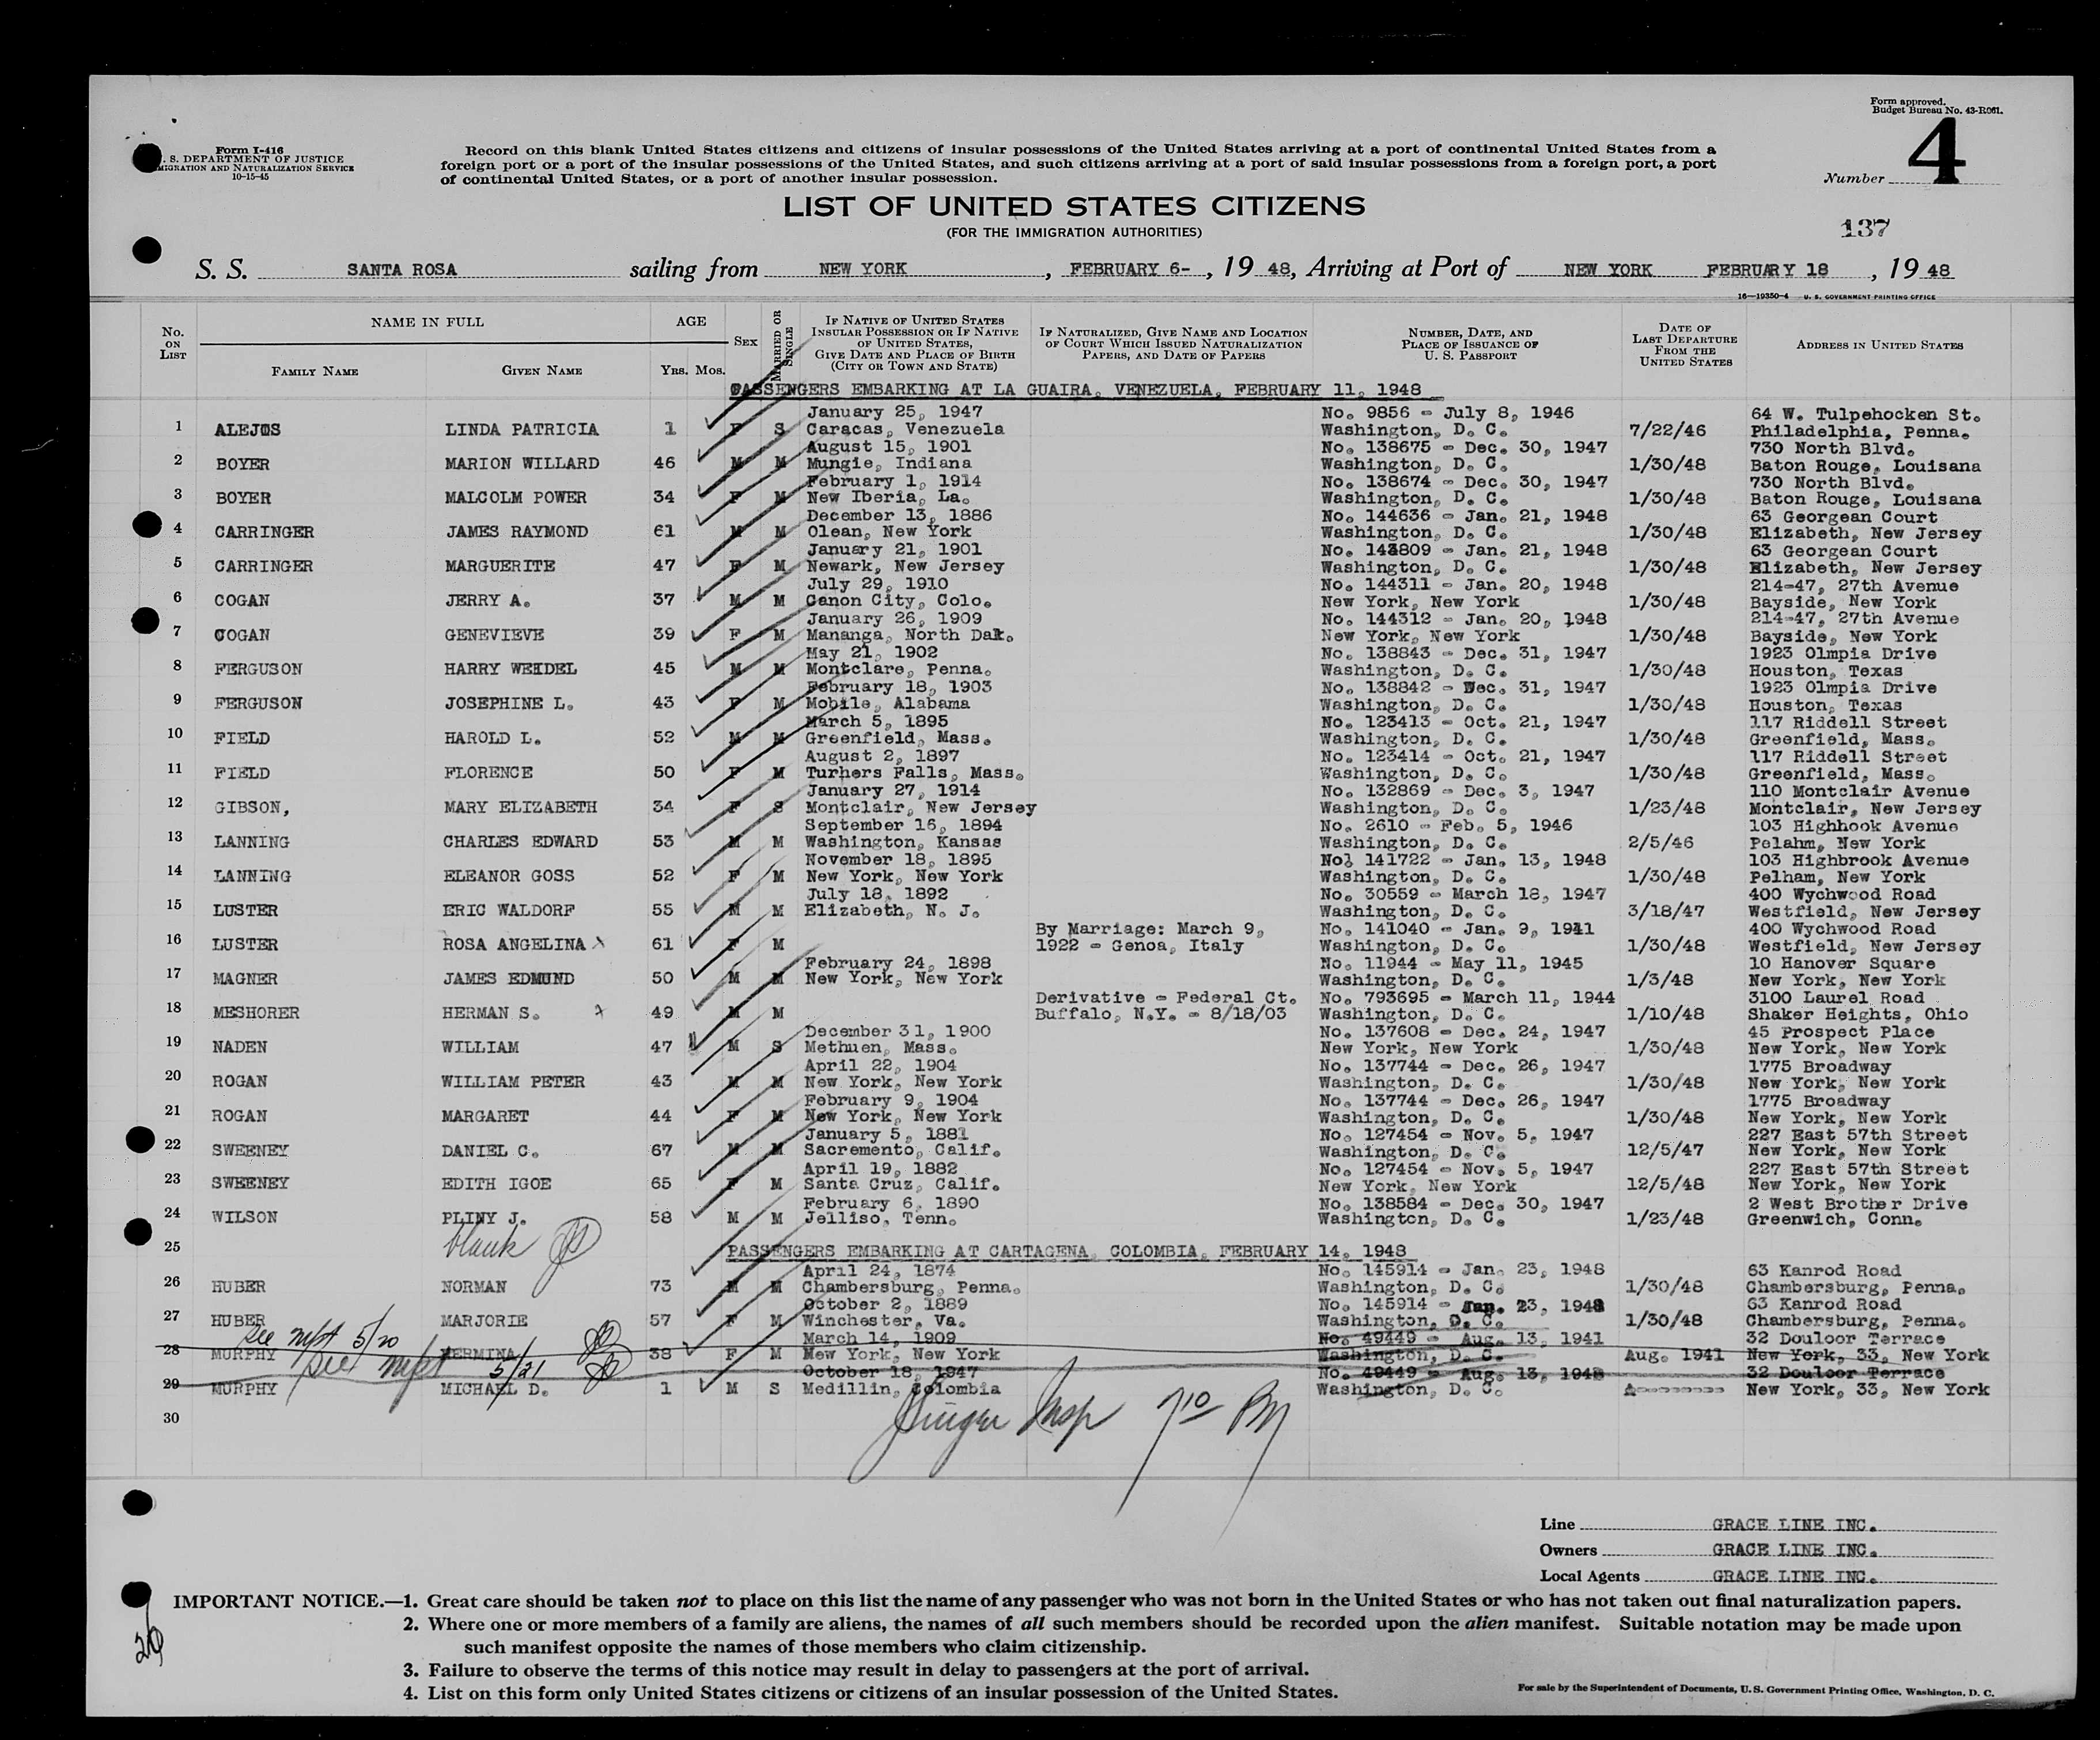 Form approved.
Budget Bureau No. 43-R061.
Form I-416
. S. DEPARTMENT OF JUSTICE
MIGRATION AND NATURALIZATION SERVICE
10-15-45
Record on this blank United States citizens and citizens of insular possessions of the United States arriving at a port of continental United States from a
foreign port or a port of the insular possessions of the United States, and such citizens arriving at a port of said insular possessions from a foreign port, a port
of continental United States, or a port of another insular possession.
Number 4
LIST OF UNITED STATES CITIZENS
(FOR THE IMMIGRATION AUTHORITIES)
137
S. S. SANTA ROSA sailing from NEW YORK, FEBRUARY 6-, 19 48, Arriving at Port of NEW YORK FEBRUARY 18, 19 48
16—19350-4 U. S. GOVERNMENT PRINTING OFFICE
No. ON LIST
NAME IN FULL
FAMILY NAME
GIVEN NAME
AGE
YRS. MOS.
SEX
MARRIED OR SINGLE
IF NATIVE OF UNITED STATES INSULAR POSSESSION OR IF NATIVE OF UNITED STATES, GIVE DATE AND PLACE OF BIRTH (CITY OR TOWN AND STATE)
IF NATURALIZED, GIVE NAME AND LOCATION OF COURT WHICH ISSUED NATURALIZATION PAPERS, AND DATE OF PAPERS
NUMBER, DATE, AND PLACE OF ISSUANCE OF U. S. PASSPORT
DATE OF LAST DEPARTURE FROM THE UNITED STATES
ADDRESS IN UNITED STATES
PASSENGERS EMBARKING AT LA GUAIRA, VENEZUELA, FEBRUARY 11, 1948
January 25, 1947 No. 9856 - July 8, 1946 64 W. Tulpehocken St.
1 ALEJOS LINDA PATRICIA 1 F S Caracas, Venezuela Washington, D. C. 7/22/46 Philadelphia, Penna.
August 15, 1901 No. 138675 - Dec. 30, 1947 730 North Blvd.
2 BOYER MARION WILLARD 46 M M Mungie, Indiana Washington, D. C. 1/30/48 Baton Rouge, Louisana
February 1, 1914 No. 138674 - Dec. 30, 1947 730 North Blvd.
3 BOYER MALCOLM POWER 34 F M New Iberia, La. Washington, D. C. 1/30/48 Baton Rouge, Louisana
December 13, 1886 No. 144636 - Jan. 21, 1948 63 Georgean Court
4 CARRINGER JAMES RAYMOND 61 M M Olean, New York Washington, D. C. 1/30/48 Elizabeth, New Jersey
January 21, 1901 No. 143809 - Jan. 21, 1948 63 Georgean Court
5 CARRINGER MARGUERITE 47 F M Newark, New Jersey Washington, D. C. 1/30/48 Elizabeth, New Jersey
July 29, 1910 No. 144311 - Jan. 20, 1948 214-47, 27th Avenue
6 COGAN JERRY A. 37 M M Canon City, Colo. New York, New York 1/30/48 Bayside, New York
January 26, 1909 No. 144312 - Jan. 20, 1948 214-47, 27th Avenue
7 COGAN GENEVIEVE 39 F M Mananga, North Dak. New York, New York 1/30/48 Bayside, New York
May 21, 1902 No. 138843 - Dec. 31, 1947 1923 Olmpia Drive
8 FERGUSON HARRY WEIDEL 45 M M Montclare, Penna. Washington, D. C. 1/30/48 Houston, Texas
February 18, 1903 No. 138842 - Dec. 31, 1947 1923 Olmpia Drive
9 FERGUSON JOSEPHINE L. 43 F M Mobile, Alabama Washington, D. C. 1/30/48 Houston, Texas
March 5, 1895 No. 123413 - Oct. 21, 1947 117 Riddell Street
10 FIELD HAROLD L. 52 M M Greenfield, Mass. Washington, D. C. 1/30/48 Greenfield, Mass.
August 2, 1897 No. 123414 - Oct. 21, 1947 117 Riddell Street
11 FIELD FLORENCE 50 F M Turhers Falls, Mass. Washington, D. C. 1/30/48 Greenfield, Mass.
January 27, 1914 No. 132869 - Dec. 3, 1947 110 Montclair Avenue
12 GIBSON, MARY ELIZABETH 34 F S Montclair, New Jersey Washington, D. C. 1/23/48 Montclair, New Jersey
September 16, 1894 No. 2610 - Feb. 5, 1946 103 Highhook Avenue
13 LANNING CHARLES EDWARD 53 M M Washington, Kansas Washington, D. C. 2/5/46 Pelahm, New York
November 18, 1895 No. 141722 - Jan. 13, 1948 103 Highbrook Avenue
14 LANNING ELEANOR GOSS 52 F M New York, New York Washington, D. C. 1/30/48 Pelham, New York
July 18, 1892 No. 30559 - March 18, 1947 400 Wychwood Road
15 LUSTER ERIC WALDORF 55 M M Elizabeth, N. J. Washington, D. C. 3/18/47 Westfield, New Jersey
By Marriage: March 9, No. 141040 - Jan. 9, 1941 400 Wychwood Road
16 LUSTER ROSA ANGELINA x 61 F M 1922 - Genoa, Italy Washington, D. C. 1/30/48 Westfield, New Jersey
February 24, 1898 No. 11944 - May 11, 1945 10 Hanover Square
17 MAGNER JAMES EDMUND 50 M M New York, New York Washington, D. C. 1/3/48 New York, New York
Derivative - Federal Ct. No. 793695 - March 11, 1944 3100 Laurel Road
18 MESHORER HERMAN S. x 49 M M Buffalo, N.Y. - 8/18/03 Washington, D. C. 1/10/48 Shaker Heights, Ohio
December 31, 1900 No. 137608 - Dec. 24, 1947 45 Prospect Place
19 NADEN WILLIAM 47 M S Methuen, Mass. New York, New York 1/30/48 New York, New York
April 22, 1904 No. 137744 - Dec. 26, 1947 1775 Broadway
20 ROGAN WILLIAM PETER 43 M M New York, New York Washington, D. C. 1/30/48 New York, New York
February 9, 1904 No. 137744 - Dec. 26, 1947 1775 Broadway
21 ROGAN MARGARET 44 F M New York, New York Washington, D. C. 1/30/48 New York, New York
January 5, 1881 No. 127454 - Nov. 5, 1947 227 East 57th Street
22 SWEENEY DANIEL C. 67 M M Sacremento, Calif. Washington, D. C. 12/5/47 New York, New York
April 19, 1882 No. 127454 - Nov. 5, 1947 227 East 57th Street
23 SWEENEY EDITH IGOE 65 F M Santa Cruz, Calif. New York, New York 12/5/48 New York, New York
February 6, 1890 No. 138584 - Dec. 30, 1947 2 West Brother Drive
24 WILSON PLINY J. 58 M M Jelliso, Tenn. Washington, D. C. 1/23/48 Greenwich, Conn.
25 blank PASSENGERS EMBARKING AT CARTAGENA, COLOMBIA, FEBRUARY 14, 1948
April 24, 1874 No. 145914 - Jan. 23, 1948 63 Kanrod Road
26 HUBER NORMAN 73 M M Chambersburg, Penna. Washington, D. C. 1/30/48 Chambersburg, Penna.
October 2, 1889 No. 145914 - Jan. 23, 1948 63 Kanrod Road
27 HUBER MARJORIE 57 F M Winchester, Va. Washington, D. C. 1/30/48 Chambersburg, Penna.
see mpt 5/20
March 14, 1909 No. 49449 - Aug. 13, 1941 32 Douloor Terrace
28 MURPHY HERMINA 38 F M New York, New York Washington, D. C. Aug. 1941 New York, 33, New York
see mpt 5/21
October 18, 1947 No. 49449 - Aug. 13, 1948 32 Douloor Terrace
29 MURPHY MICHAEL D. 1 M S Medillin, Colombia Washington, D. C. New York, 33, New York
30
Singer Insp 710 PM
Line GRACE LINE INC.
Owners GRACE LINE INC.
Local Agents GRACE LINE INC.
IMPORTANT NOTICE.—1. Great care should be taken not to place on this list the name of any passenger who was not born in the United States or who has not taken out final naturalization papers.
2. Where one or more members of a family are aliens, the names of all such members should be recorded upon the alien manifest. Suitable notation may be made upon
such manifest opposite the names of those members who claim citizenship.
3. Failure to observe the terms of this notice may result in delay to passengers at the port of arrival.
4. List on this form only United States citizens or citizens of an insular possession of the United States.
For sale by the Superintendent of Documents, U. S. Government Printing Office, Washington, D. C.